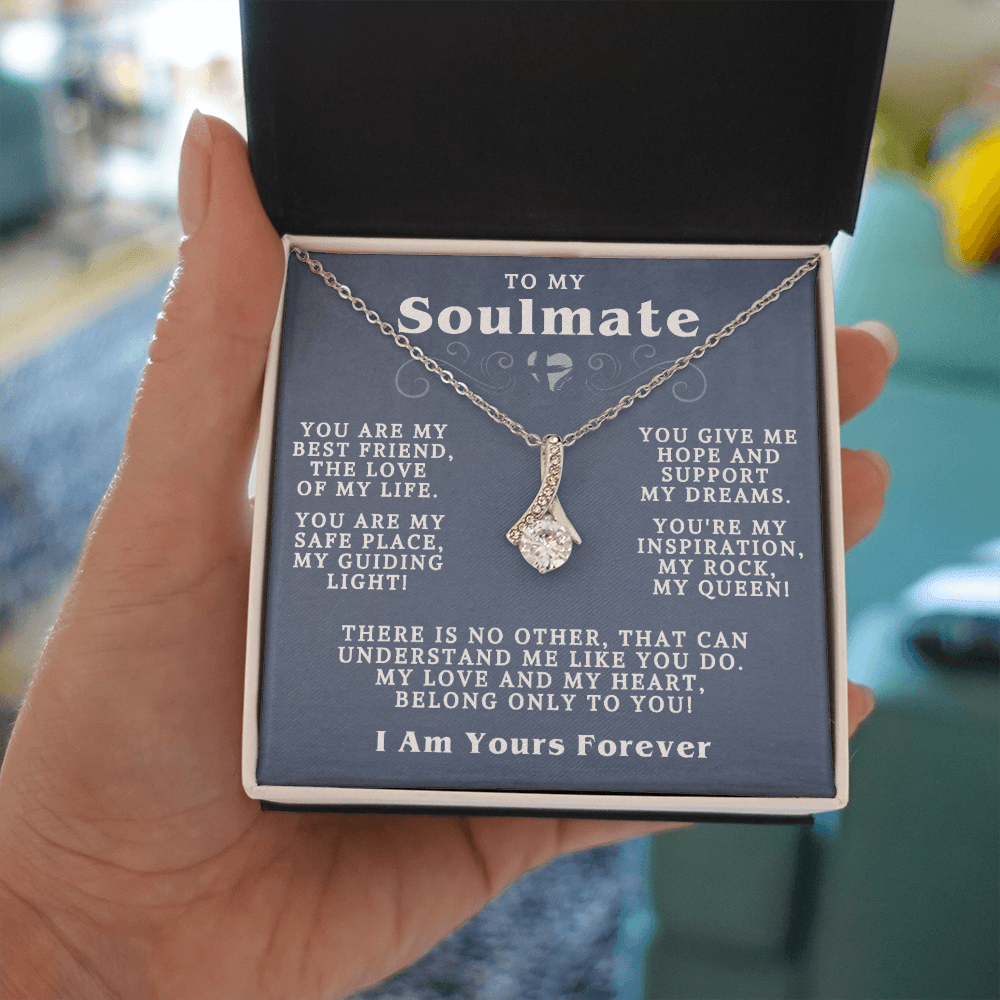 TO MY
Soulmate
YOU ARE MY
BEST FRIEND,
THE LOVE
OF MY LIFE.
YOU ARE MY
SAFE PLACE,
MY GUIDING
LIGHT!
YOU GIVE ME
HOPE AND
SUPPORT
MY DREAMS.
YOU'RE MY
INSPIRATION,
MY ROCK,
MY QUEEN!
THERE IS NO OTHER, THAT CAN
UNDERSTAND ME LIKE YOU DO.
MY LOVE AND MY HEART,
BELONG ONLY TO YOU!
I Am Yours Forever